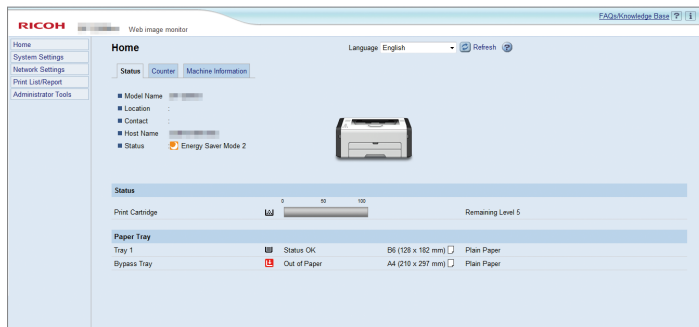 FAQs/Knowledge Base ? i
RICOH Web image monitor
Home
System Settings
Network Settings
Print List/Report
Administrator Tools
Home
Language English Refresh ?
Status Counter Machine Information
Model Name
Location :
Contact :
Host Name
Status : Energy Saver Mode 2
Status
0 50 100
Print Cartridge Remaining Level 5
Paper Tray
Tray 1 Status OK B6 (128 x 182 mm) Plain Paper
Bypass Tray Out of Paper A4 (210 x 297 mm) Plain Paper